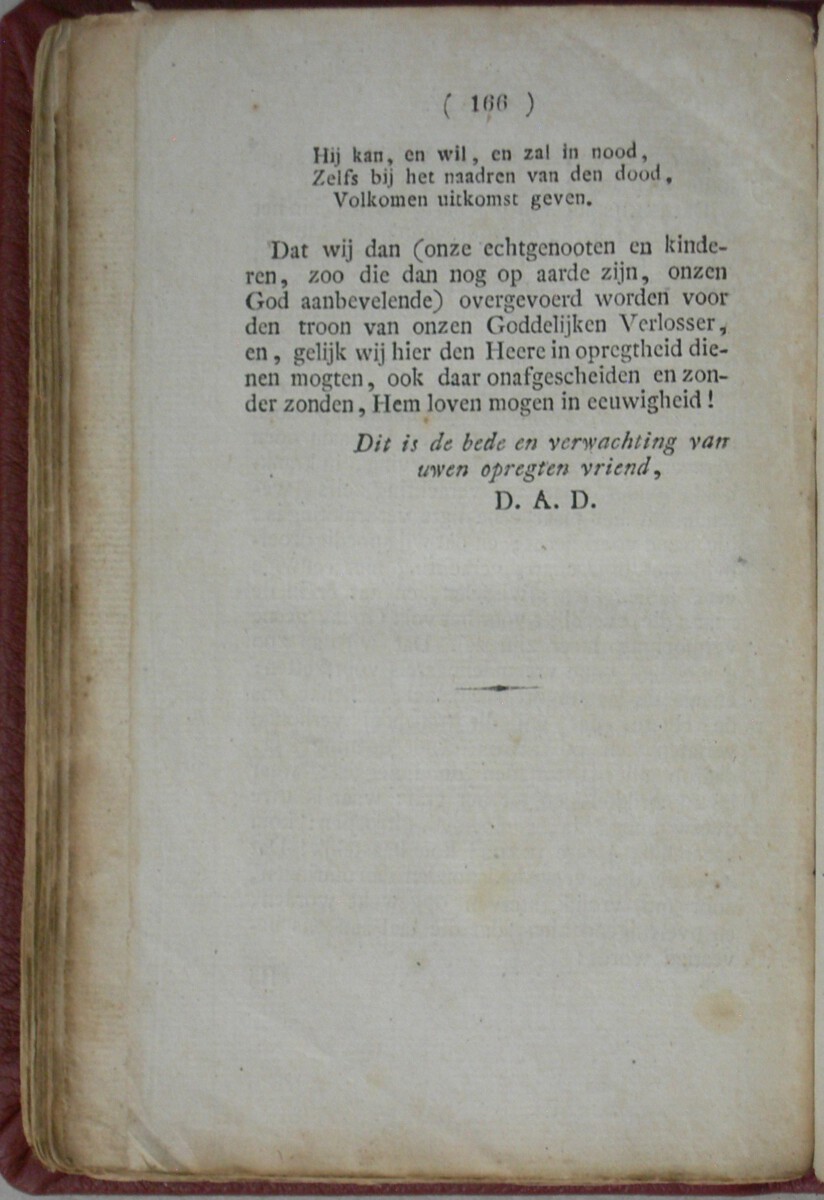 ( 166 )
Hij kan, en wil, en zal in nood,
Zelfs bij het naadren van den dood,
Volkomen uitkomst geven.
Dat wij dan (onze echtgenooten en kinde-
ren, zoo die dan nog op aarde zijn, onzen
God aanbevelende) overgevoerd worden voor
den troon van onzen Goddelijken Verlosser,
en, gelijk wij hier den Heere in opregtheid die-
nen mogten, ook daar onafgescheiden en zon-
der zonden, Hem loven mogen in eeuwigheid!
Dit is de bede en verwachting van
uwen opregten vriend,
D. A. D.